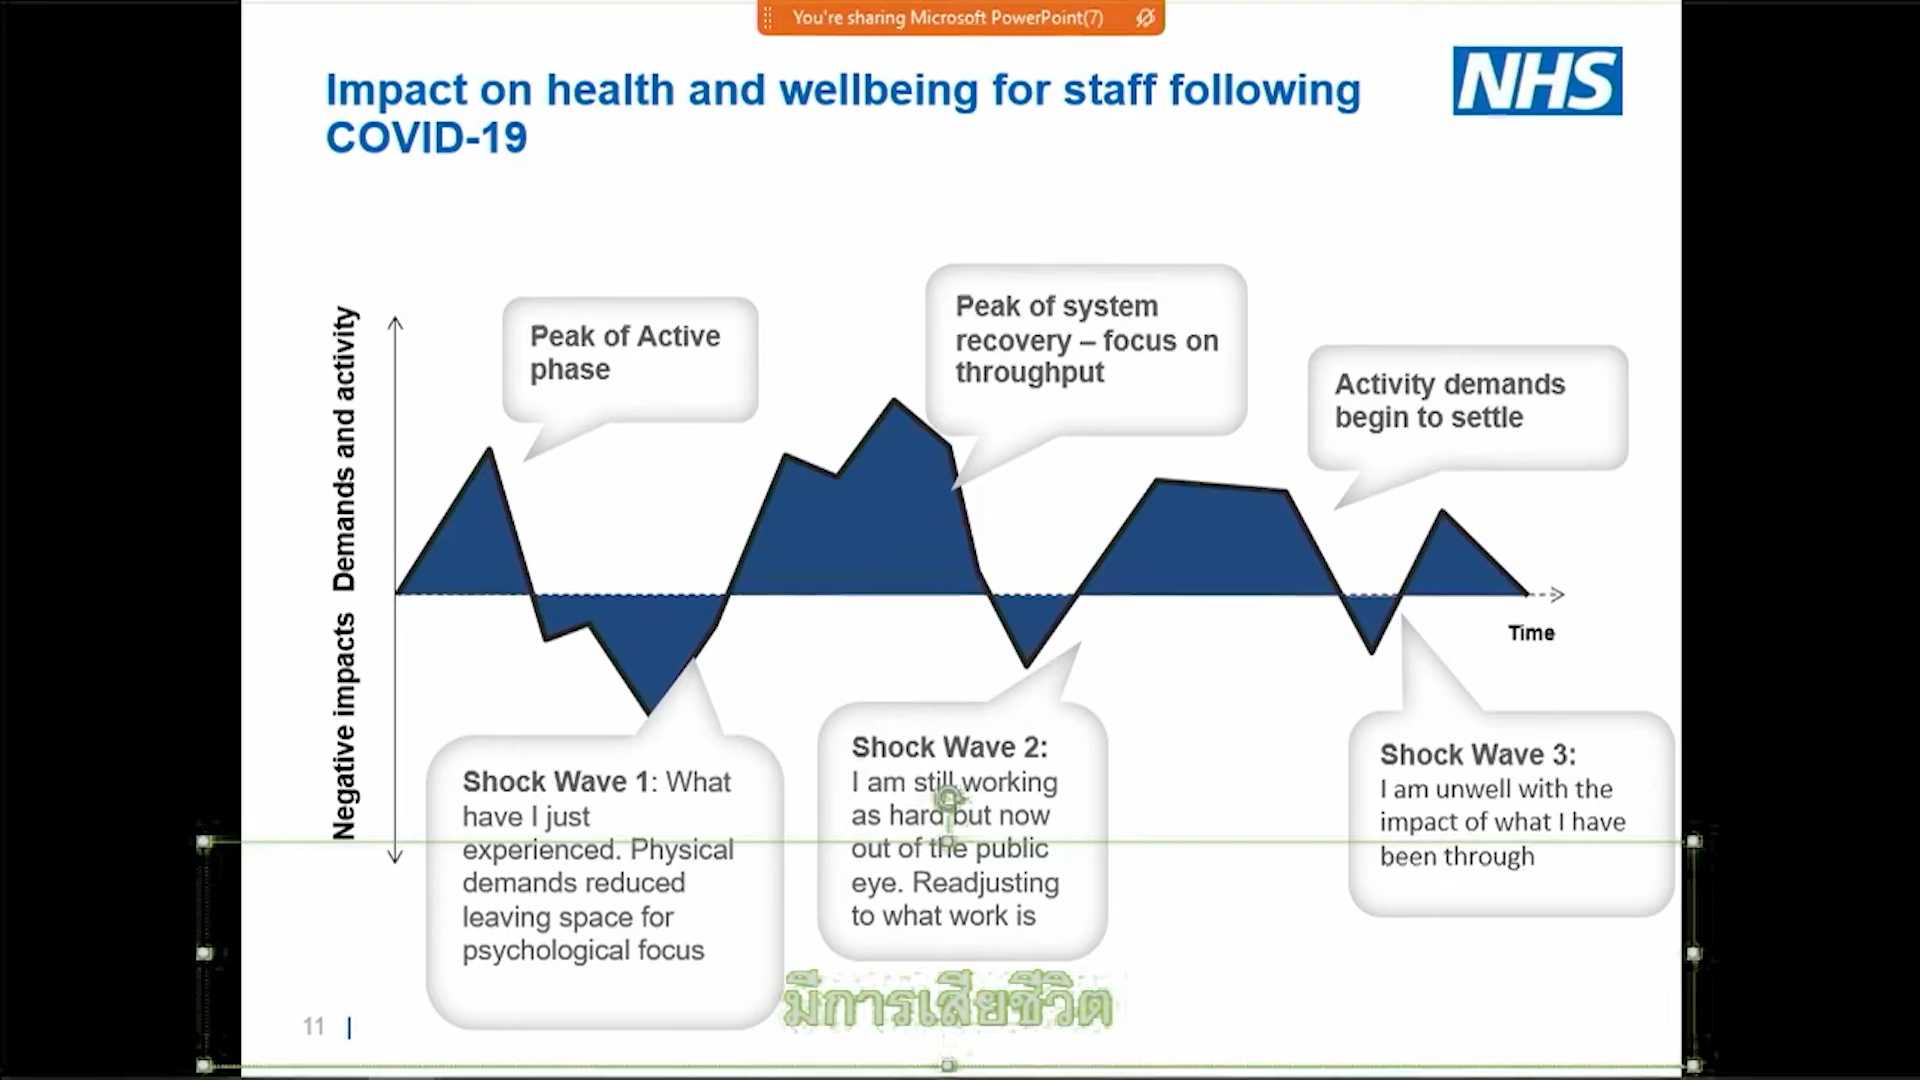 You're sharing Microsoft PowerPoint(7)
Impact on health and wellbeing for staff following
COVID-19
NHS
Demands and activity
Negative impacts
Peak of Active
phase
Peak of system
recovery – focus on
throughput
Activity demands
begin to settle
Time
Shock Wave 1: What
have I just
experienced. Physical
demands reduced
leaving space for
psychological focus
Shock Wave 2:
I am still working
as hard but now
out of the public
eye. Readjusting
to what work is
Shock Wave 3:
I am unwell with the
impact of what I have
been through
มีการเสียชีวิต
11